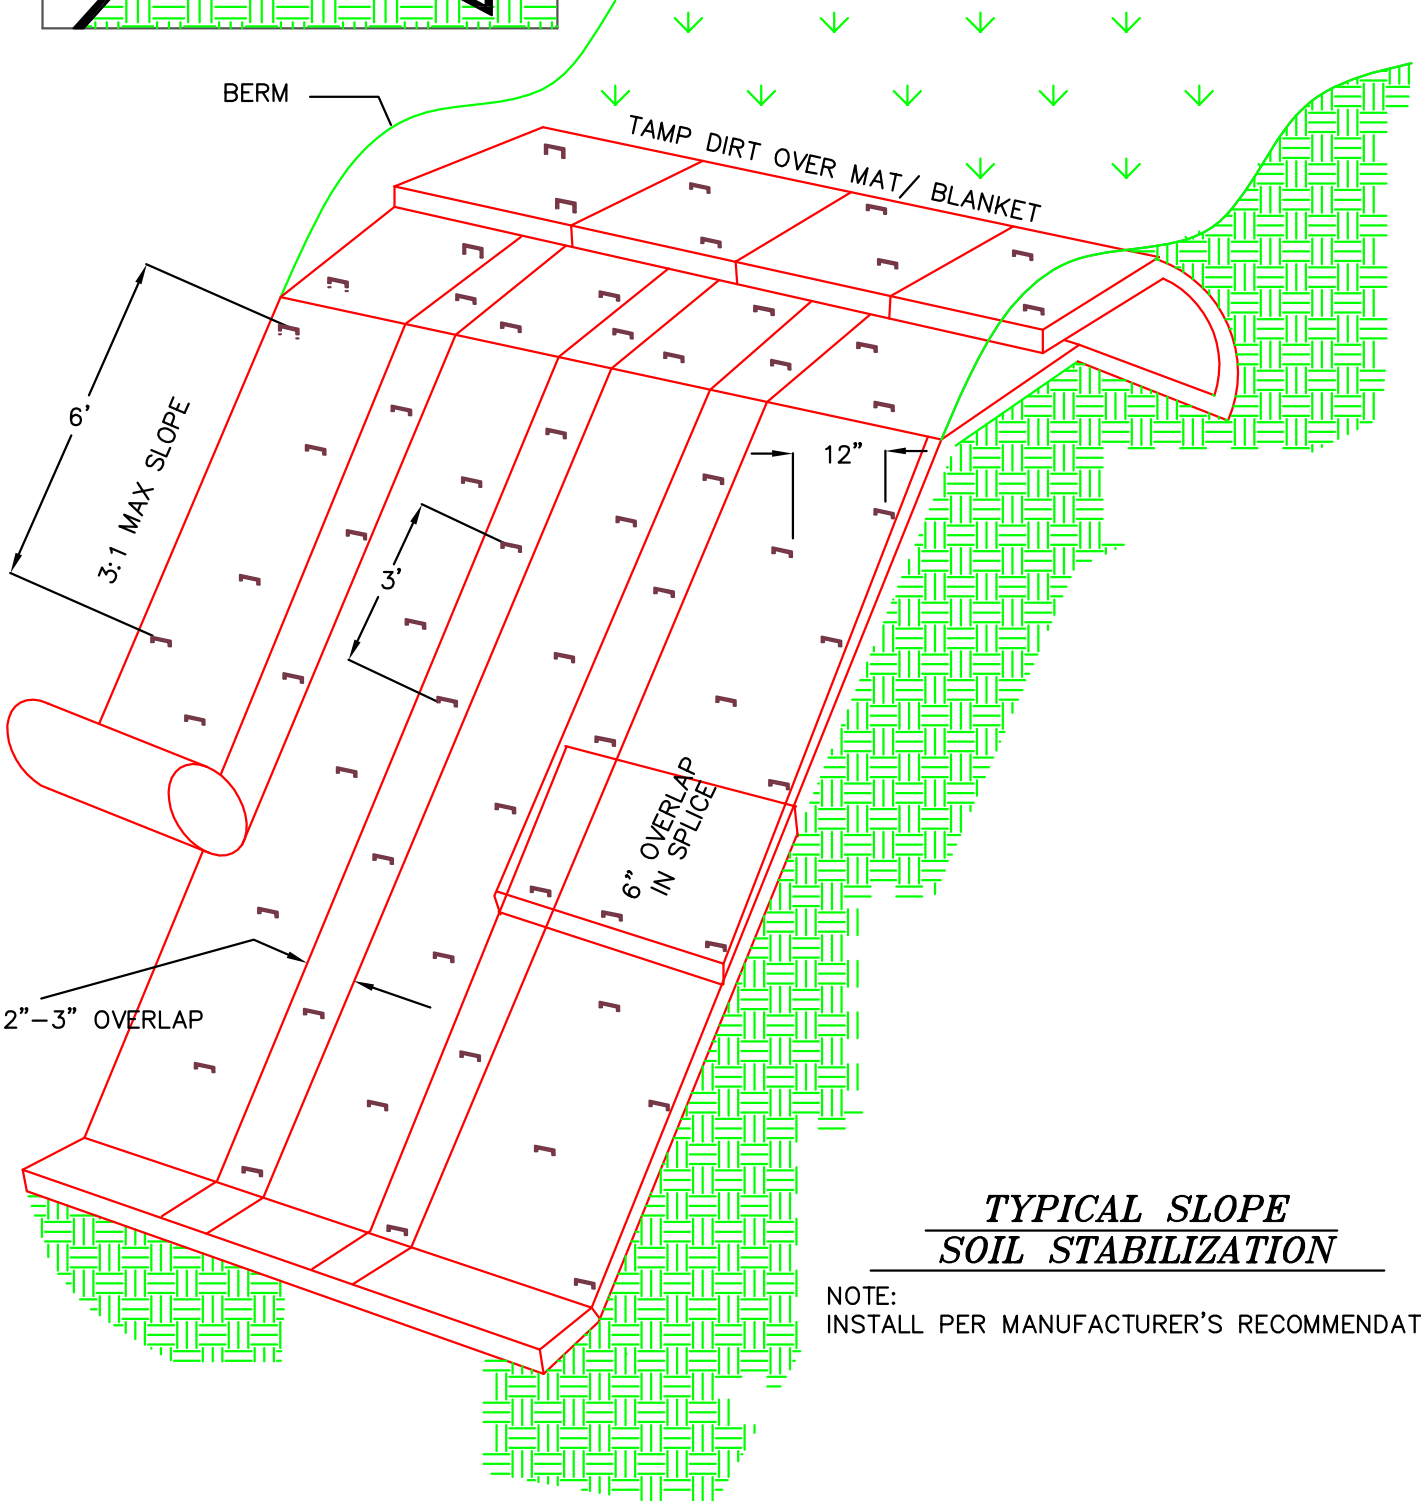 BERM
TAMP DIRT OVER MAT/ BLANKET
6'
3:1 MAX SLOPE
12"
3'
6" OVERLAP
IN SPLICE
2"-3" OVERLAP
TYPICAL SLOPE
SOIL STABILIZATION
NOTE:
INSTALL PER MANUFACTURER'S RECOMMENDAT